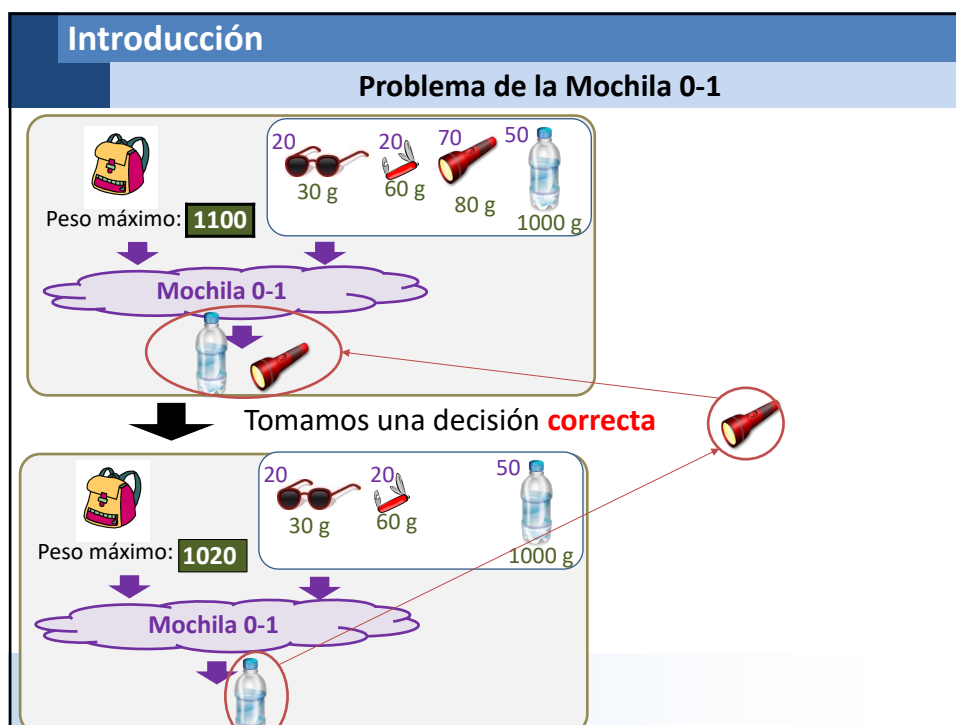 Introducción
Problema de la Mochila 0-1
20 20 70 50
30 g 60 g 80 g 1000 g
Peso máximo: 1100
Mochila 0-1
Tomamos una decisión correcta
20 20 50
30 g 60 g 1000 g
Peso máximo: 1020
Mochila 0-1